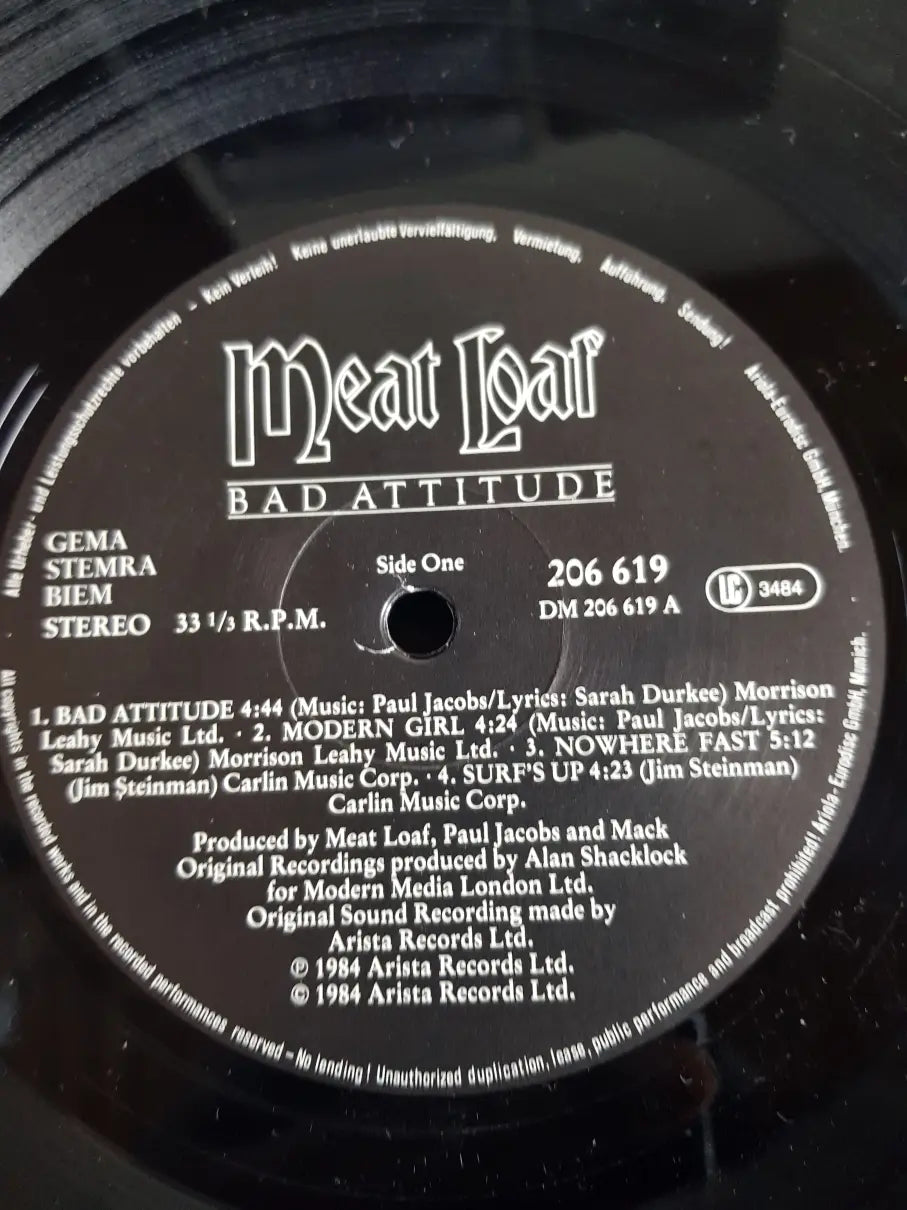 Alle Urheber- und Leistungsschutzrechte vorbehalten – Kein Verleih! Keine unerlaubte Vervielfältigung, Vermietung, Aufführung, Sendung! Ariola-Eurodisc GmbH, München.
Meat Loaf
BAD ATTITUDE
GEMA
STEMRA
BIEM
STEREO 33 1/3 R.P.M.
Side One
206 619
DM 206 619 A
LC 3484
1. BAD ATTITUDE 4:44 (Music: Paul Jacobs/Lyrics: Sarah Durkee) Morrison
Leahy Music Ltd. · 2. MODERN GIRL 4:24 (Music: Paul Jacobs/Lyrics:
Sarah Durkee) Morrison Leahy Music Ltd. · 3. NOWHERE FAST 5:12
(Jim Steinman) Carlin Music Corp. · 4. SURF'S UP 4:23 (Jim Steinman)
Carlin Music Corp.
Produced by Meat Loaf, Paul Jacobs and Mack
Original Recordings produced by Alan Shacklock
for Modern Media London Ltd.
Original Sound Recording made by
Arista Records Ltd.
℗ 1984 Arista Records Ltd.
© 1984 Arista Records Ltd.
All copyrights in the recorded works and in the recorded performances reserved – No lending! Unauthorized duplication, lease, public performance and broadcast prohibited! Ariola-Eurodisc GmbH, Munich.